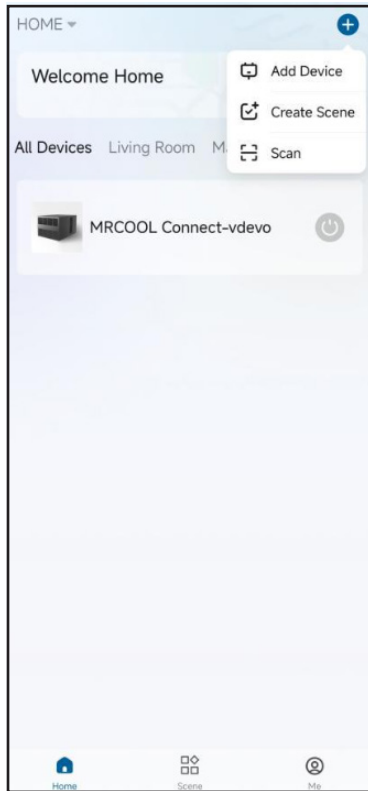 HOME
Welcome Home
Add Device
Create Scene
Scan
All Devices Living Room
MRCOOL Connect-vdevo
Home Scene Me